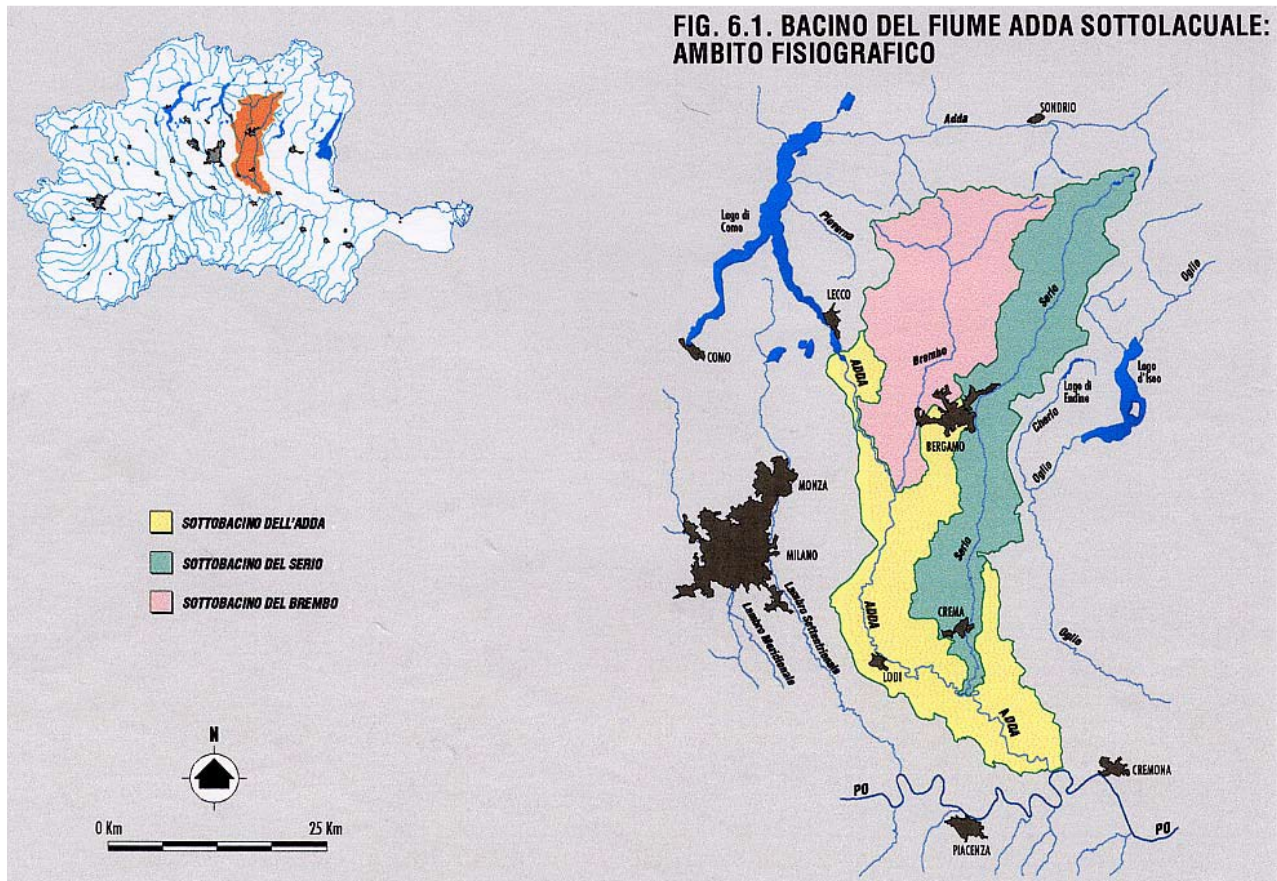 FIG. 6.1. BACINO DEL FIUME ADDA SOTTOLACUALE:
AMBITO FISIOGRAFICO
SONDRIO
Adda
Lago di
Como
Pioverna
Oglio
Serio
LECCO
COMO
ADDA
Brembo
Lago
d'Iseo
Lago di
Endine
Cherio
BERGAMO
Oglio
MONZA
SOTTOBACINO DELL'ADDA
SOTTOBACINO DEL SERIO
SOTTOBACINO DEL BREMBO
MILANO
Serio
Lambro Settentrionale
Lambro Meridionale
ADDA
CREMA
Oglio
LODI
ADDA
N
CREMONA
PO
PO
0 Km
25 Km
PIACENZA